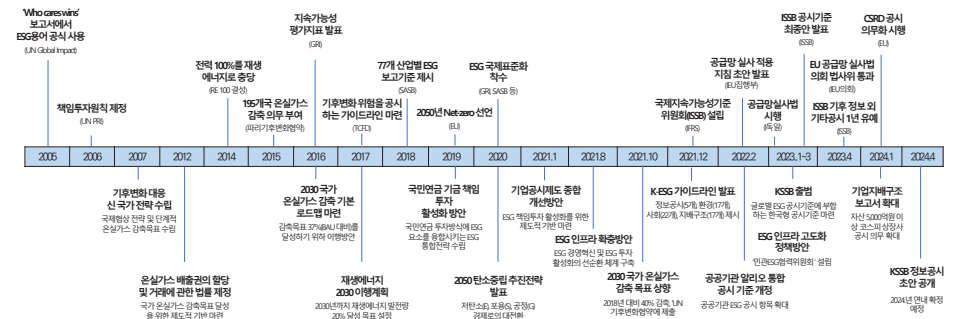 'Who cares wins'
보고서에서
ESG용어 공식 사용
(UN Global Impact)
책임투자원칙 제정
(UN PRI)
전력 100%를 재생
에너지로 충당
(RE 100 결성)
195개국 온실가스
감축 의무 부여
(파리기후변화협약)
지속가능성
평가지표 발표
(GRI)
기후변화 위험을 공시
하는 가이드라인 마련
(TCFD)
77개 산업별 ESG
보고기준 제시
(SASB)
2050년 Net-zero 선언
(EU)
ESG 국제표준화
착수
(GRI, SASB 등)
국제지속가능성기준
위원회(ISSB) 설립
(IFRS)
공급망 실사 적용
지침 초안 발표
(EU집행부)
공급망실사법
시행
(독일)
ISSB 공시기준
최종안 발표
(ISSB)
EU 공급망 실사법
의회 법사위 통과
(EU의회)
ISSB 기후 정보 외
기타공시 1년 유예
(ISSB)
CSRD 공시
의무화 시행
(EU)
2005 2006 2007 2012 2014 2015 2016 2017 2018 2019 2020 2021.1 2021.8 2021.10 2021.12 2022.2 2023.1~3 2023.4 2024.1 2024.4
기후변화 대응
신 국가 전략 수립
국제협상 전략 및 단계적
온실가스 감축목표 수립
온실가스 배출권의 할당
및 거래에 관한 법률 제정
국가 온실가스 감축목표 달성
을 위한 제도적 기반 마련
2030 국가
온실가스 감축 기본
로드맵 마련
감축목표 37%(BAU 대비)를
달성하기 위하 이행방안
재생에너지
2030 이행계획
2030년까지 재생에너지 발전량
20% 달성 목표 설정
국민연금 기금 책임
투자
활성화 방안
국민연금 투자방식에 ESG
요소를 융합시키는 ESG
통합전략 수립
2050 탄소중립 추진전략
발표
저탄소(E), 포용(S), 공정(G)
경제로의 대전환
기업공시제도 종합
개선방안
ESG 책임투자 활성화를 위한
제도적 기반 마련
ESG 인프라 확충방안
ESG 경영혁신 및 ESG 투자
활성화의 선순환 체계 구축
2030 국가 온실가스
감축 목표 상향
2018년 대비 40% 감축, 'UN
기후변화협약'에 제출
K-ESG 가이드라인 발표
정보공시(5개), 환경(17개),
사회(22개), 지배구조(17개) 제시
공공기관 알리오 통합
공시 기준 개정
공공기관 ESG 공시 항목 확대
KSSB 출범
글로벌 ESG 공시기준에 부합
하는 한국형 공시기준 마련
ESG 인프라 고도화
정책방안
'민관ESG협력위원회' 설립
기업지배구조
보고서 확대
자산 5,000억원 이
상 코스피 상장사
공시 의무 확대
KSSB 정보공시
초안 공개
2024년 연내 확정
예정